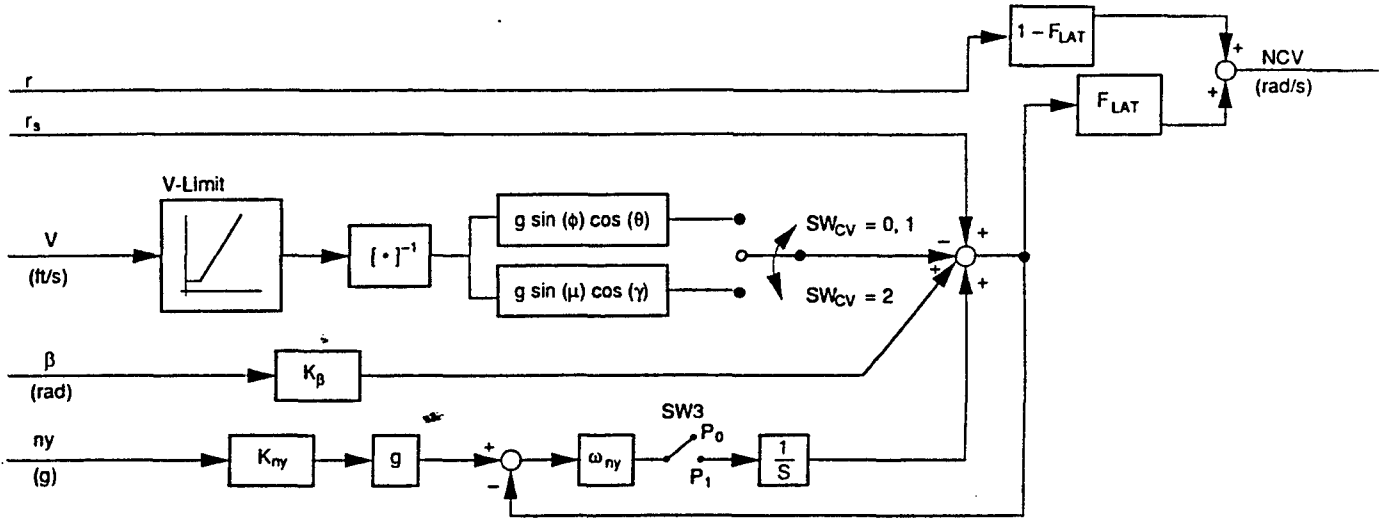 1 – F_LAT
+
NCV
(rad/s)
+
F_LAT
r
r_s
V-Limit
V
(ft/s)
[ • ]⁻¹
g sin (ϕ) cos (θ)
g sin (μ) cos (γ)
SW_CV = 0, 1
SW_CV = 2
–
+
+
+
β
(rad)
K_β
ny
(g)
K_ny
g
+
–
ω_ny
SW3
P_0
P_1
1
S